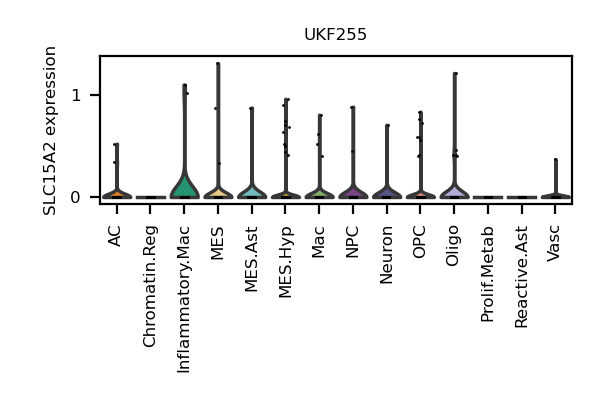 UKF255
SLC15A2 expression
1
0
AC
Chromatin.Reg
Inflammatory.Mac
MES
MES.Ast
MES.Hyp
Mac
NPC
Neuron
OPC
Oligo
Prolif.Metab
Reactive.Ast
Vasc